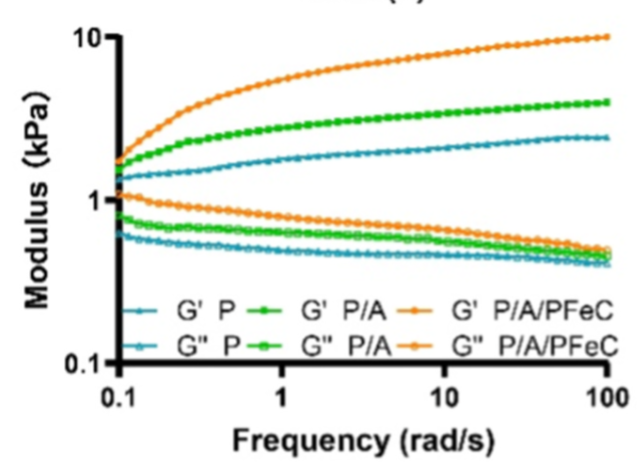 10
1
0.1
Modulus (kPa)
G' P G' P/A G' P/A/PFeC
G" P G" P/A G" P/A/PFeC
0.1 1 10 100
Frequency (rad/s)